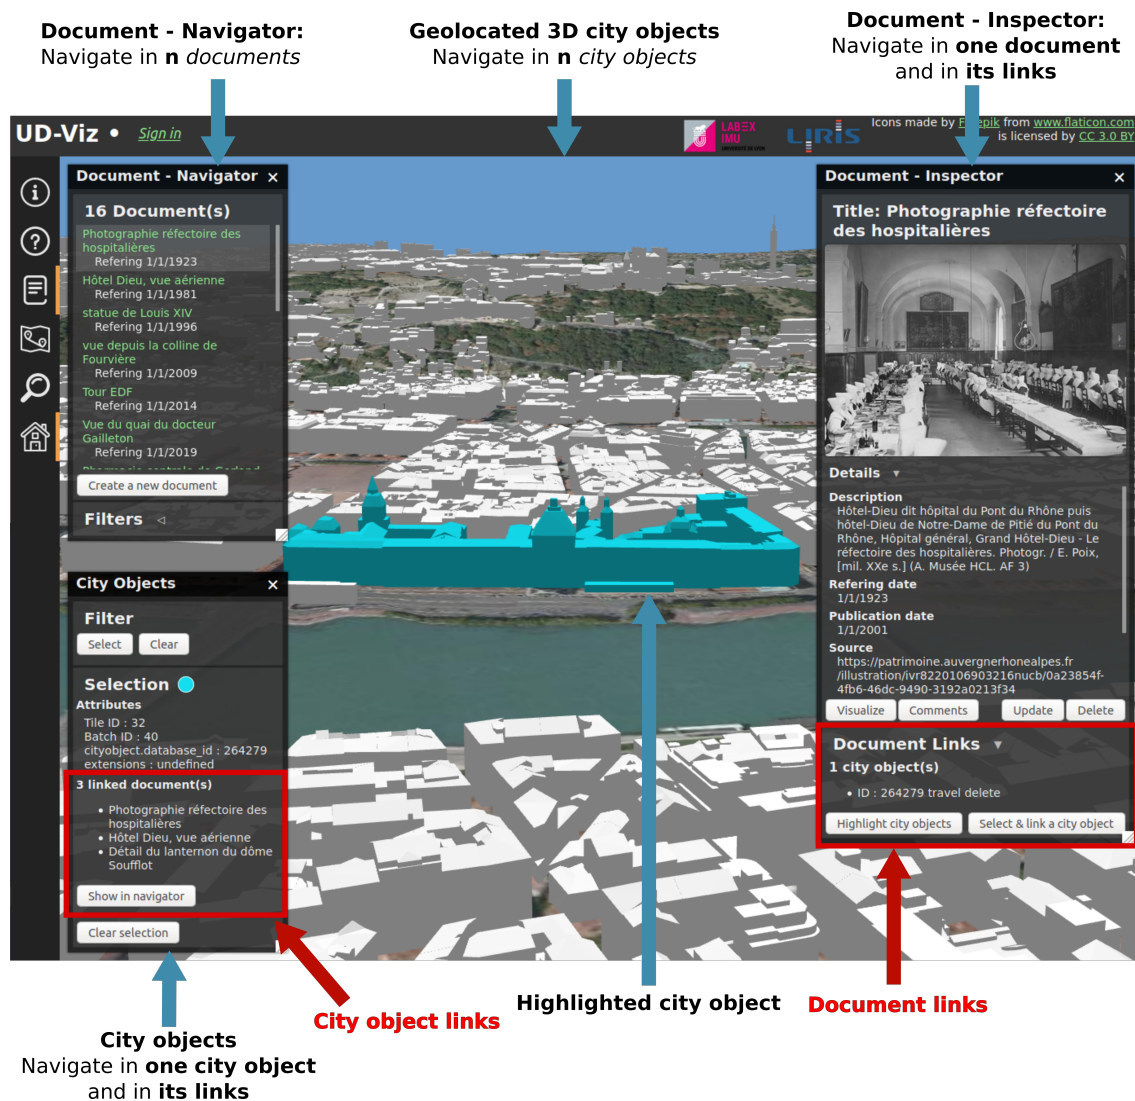 Document - Navigator:
Navigate in n documents
Geolocated 3D city objects
Navigate in n city objects
Document - Inspector:
Navigate in one document
and in its links
UD-Viz •
Sign in
LABEX
IMU
LIRIS
Icons made by Freepik from www.flaticon.com
is licensed by CC 3.0 BY
Document - Navigator
16 Document(s)
Photographie réfectoire des
hospitalières
Refering 1/1/1923
Hôtel Dieu, vue aérienne
Refering 1/1/1981
statue de Louis XIV
Refering 1/1/1996
vue depuis la colline de
Fourvière
Refering 1/1/2009
Tour EDF
Refering 1/1/2014
Vue du quai du docteur
Gailleton
Refering 1/1/2019
Create a new document
Filters
City Objects
Filter
Select Clear
Selection
Attributes
Tile ID : 32
Batch ID : 40
cityobject.database_id : 264279
extensions : undefined
3 linked document(s)
• Photographie réfectoire des
hospitalières
• Hôtel Dieu, vue aérienne
• Détail du lanternon du dôme
Soufflot
Show in navigator
Clear selection
Document - Inspector
Title: Photographie réfectoire
des hospitalières
Details
Description
Hôtel-Dieu dit hôpital du Pont du Rhône puis
hôtel-Dieu de Notre-Dame de Pitié du Pont du
Rhône, Hôpital général, Grand Hôtel-Dieu - Le
réfectoire des hospitalières. Photogr. / E. Poix,
[mil. XXe s.] (A. Musée HCL. AF 3)
Refering date
1/1/1923
Publication date
1/1/2001
Source
https://patrimoine.auvergnerhonealpes.fr
/illustration/ivr8220106903216nucb/0a23854f-
4fb6-46dc-9490-3192a0213f34
Visualize Comments Update Delete
Document Links
1 city object(s)
• ID : 264279 travel delete
Highlight city objects Select & link a city object
Highlighted city object
Document links
City object links
City objects
Navigate in one city object
and in its links